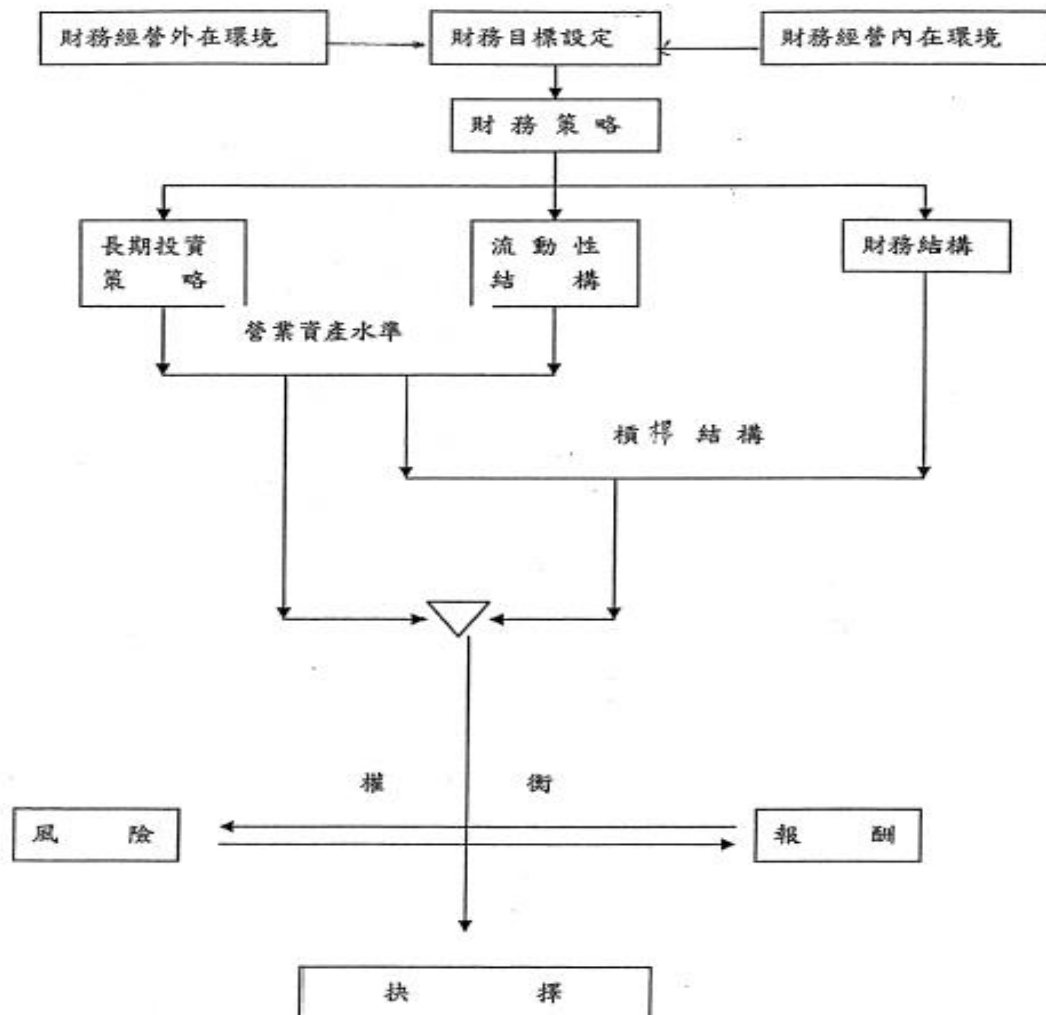 財務經營外在環境
財務目標設定
財務經營內在環境
財務策略
長期投資
策略
流動性
結構
財務結構
營業資產水準
槓桿結構
權衡
風險
報酬
抉擇